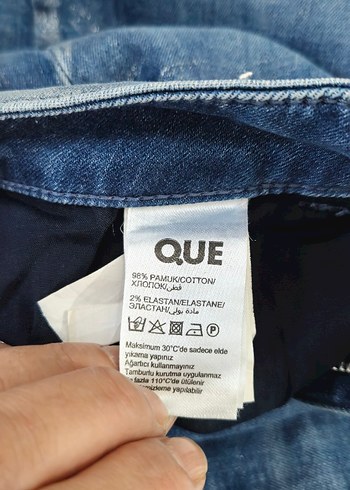 QUE
98% PAMUK/COTTON/
ХЛОПОК/قطن
2% ELASTAN/ELASTANE/
ЭЛАСТАН/مادة بولي
Maksimum 30°C'de sadece elde
yıkama yapınız
Ağartıcı kullanmayınız
Tamburlu kurutma uygulanmaz
fazla 110°C'de ütülenir
temizleme yapılabilir